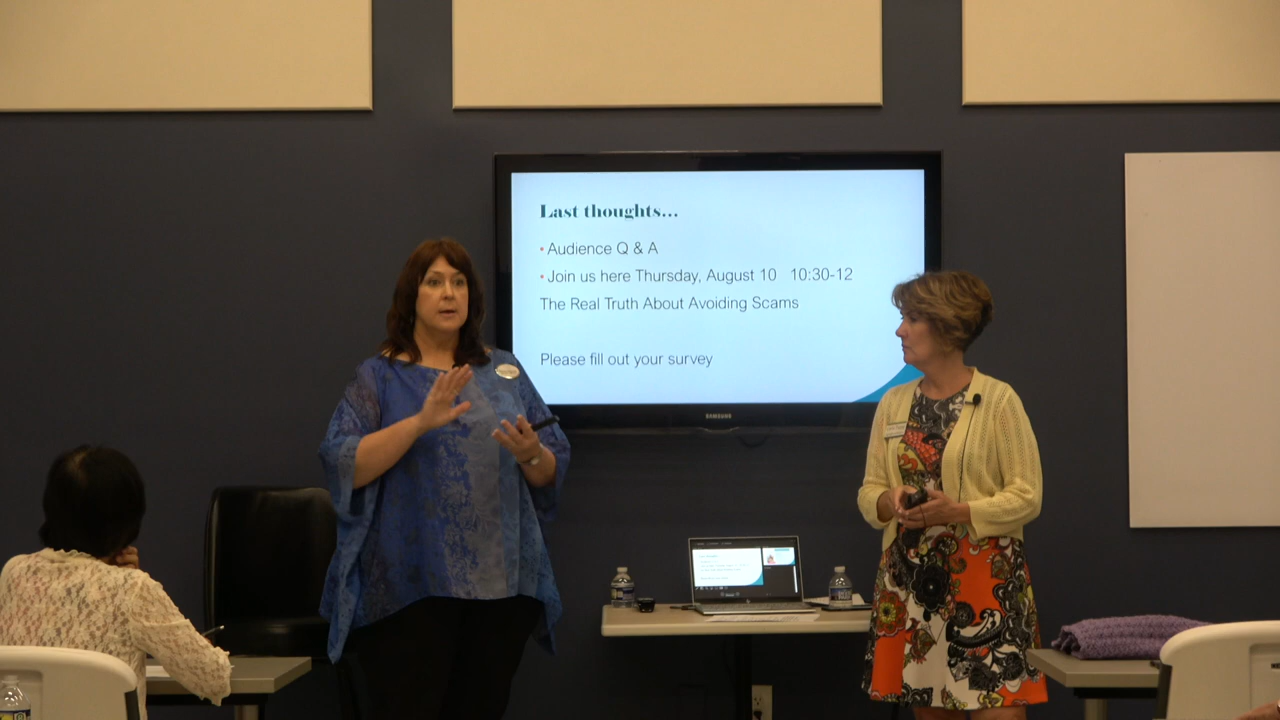 Last thoughts...
• Audience Q & A
• Join us here Thursday, August 10 10:30-12
The Real Truth About Avoiding Scams
Please fill out your survey
SAMSUNG